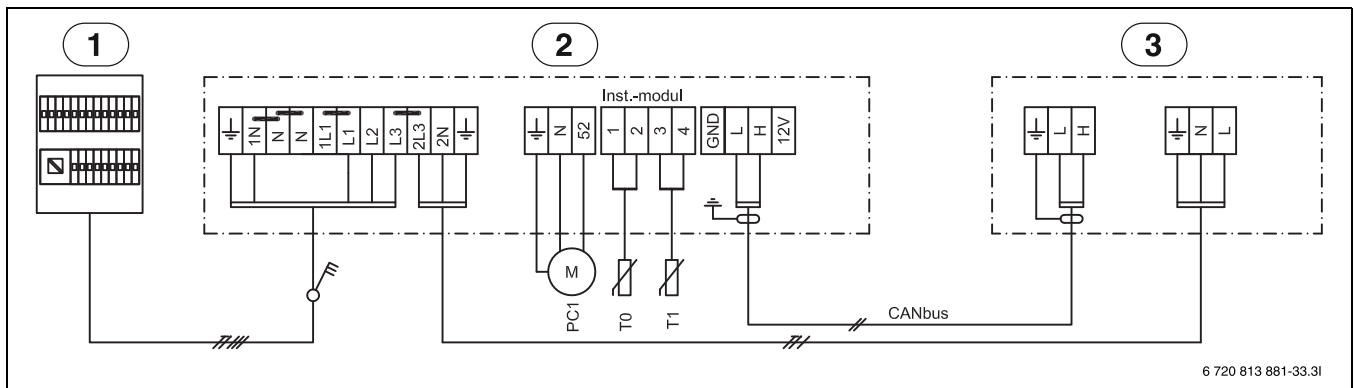 1
2
3
Inst.-modul
1N
N
N
1L1
L1
L2
L3
2L3
2N
N
52
1
2
3
4
GND
L
H
12V
L
H
N
L
M
PC1
T0
T1
CANbus
6 720 813 881-33.3I